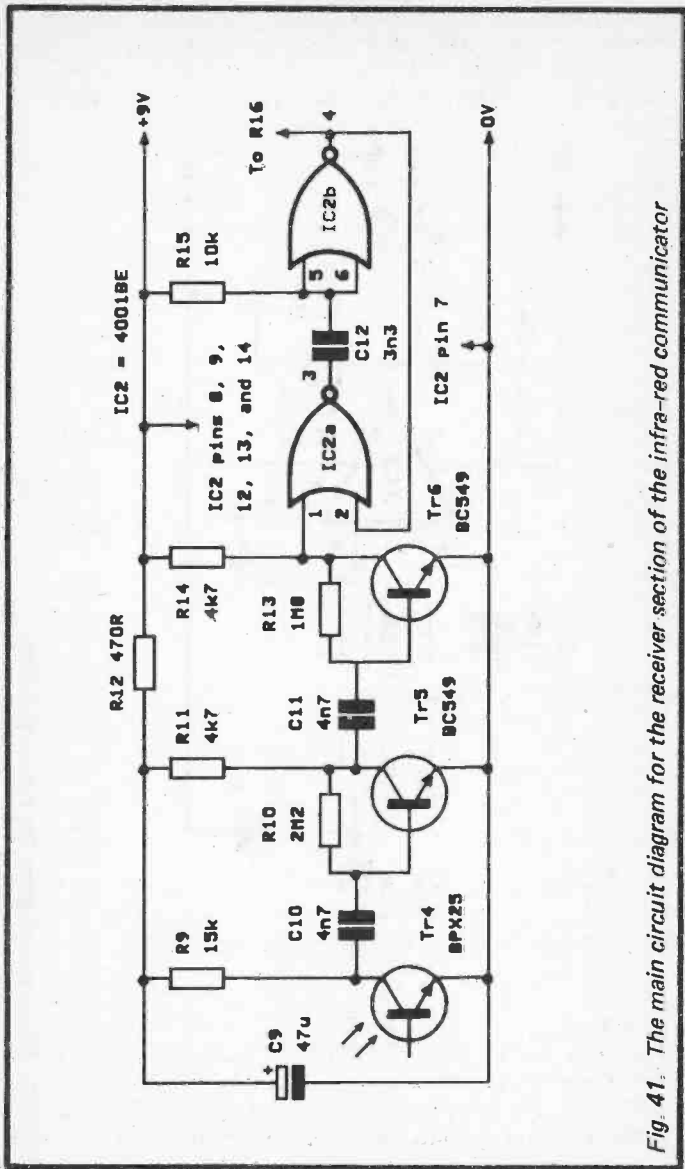 +9V
IC2 = 4001BE
R12 470R
R9
15k
R11
4k7
R14
4k7
R15
10k
IC2 pins 8, 9,
12, 13, and 14
To R16
C9
+
47u
C10
4n7
R10
2M2
C11
4n7
R13
1M8
1
2
IC2a
3
C12
3n3
5
6
IC2b
4
Tr4
BPX25
Tr5
BC549
Tr6
BC549
IC2 pin 7
0V
Fig. 41. The main circuit diagram for the receiver section of the infra-red communicator